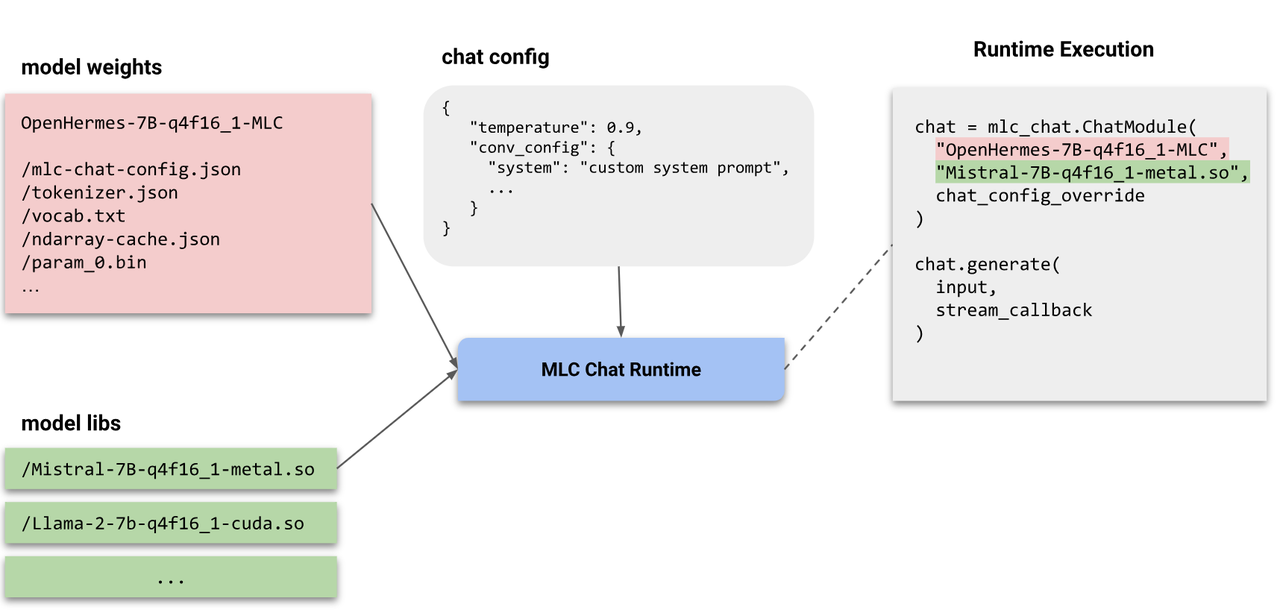 model weights
OpenHermes-7B-q4f16_1-MLC
/mlc-chat-config.json
/tokenizer.json
/vocab.txt
/ndarray-cache.json
/param_0.bin
...
chat config
{
"temperature": 0.9,
"conv_config": {
"system": "custom system prompt",
...
}
}
Runtime Execution
chat = mlc_chat.ChatModule(
"OpenHermes-7B-q4f16_1-MLC",
"Mistral-7B-q4f16_1-metal.so",
chat_config_override
)
chat.generate(
input,
stream_callback
)
MLC Chat Runtime
model libs
/Mistral-7B-q4f16_1-metal.so
/Llama-2-7b-q4f16_1-cuda.so
...